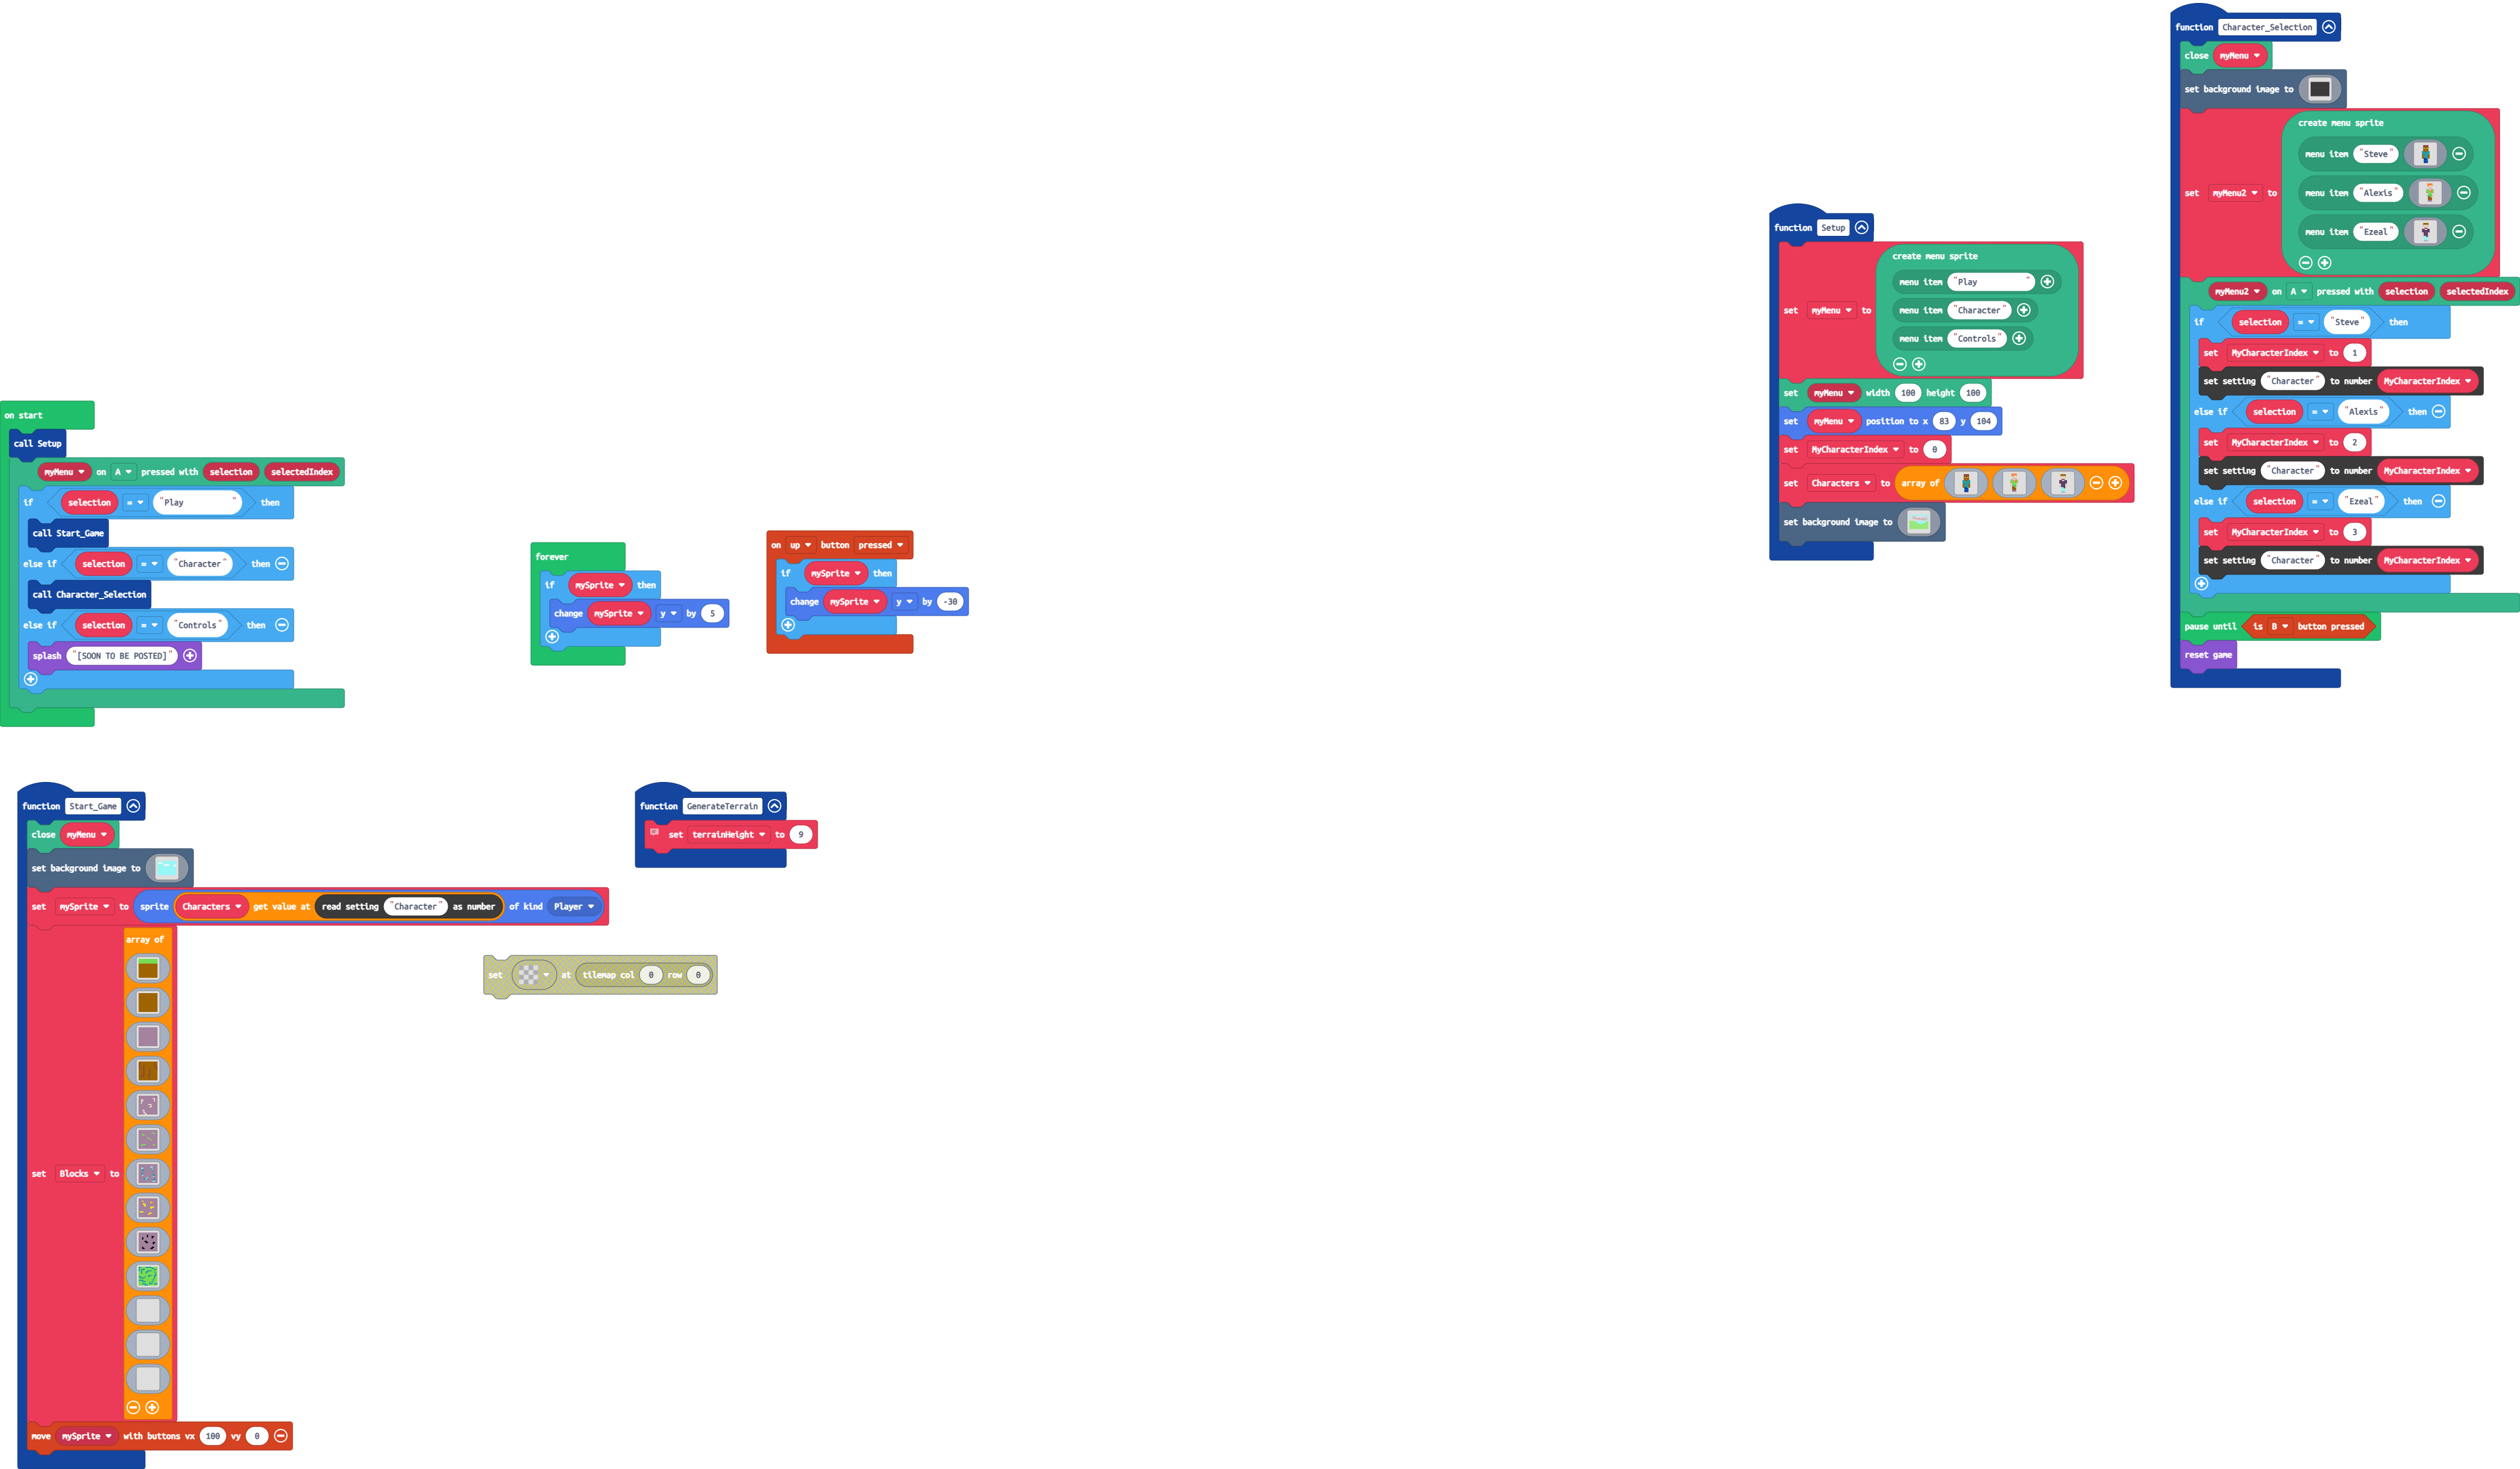 function Character_Selection
close myMenu
set background image to
set myMenu2 to create menu sprite
menu item "Steve"
menu item "Alexis"
menu item "Ezeal"
myMenu2 on A pressed with selection selectedIndex
if selection = "Steve" then
set MyCharacterIndex to 1
set setting "Character" to number MyCharacterIndex
else if selection = "Alexis" then
set MyCharacterIndex to 2
set setting "Character" to number MyCharacterIndex
else if selection = "Ezeal" then
set MyCharacterIndex to 3
set setting "Character" to number MyCharacterIndex
pause until is B button pressed
reset game
function Setup
set myMenu to create menu sprite
menu item "Play "
menu item "Character"
menu item "Controls"
set myMenu width 100 height 100
set myMenu position to x 83 y 104
set MyCharacterIndex to 0
set Characters to array of
set background image to
on start
call Setup
myMenu on A pressed with selection selectedIndex
if selection = "Play " then
call Start_Game
else if selection = "Character" then
call Character_Selection
else if selection = "Controls" then
splash "[SOON TO BE POSTED]"
forever
if mySprite then
change mySprite y by 5
on up button pressed
if mySprite then
change mySprite y by -30
function Start_Game
close myMenu
set background image to
set mySprite to sprite Characters get value at read setting "Character" as number of kind Player
set Blocks to array of
move mySprite with buttons vx 100 vy 0
function GenerateTerrain
set terrainHeight to 9
set at tilemap col 0 row 0